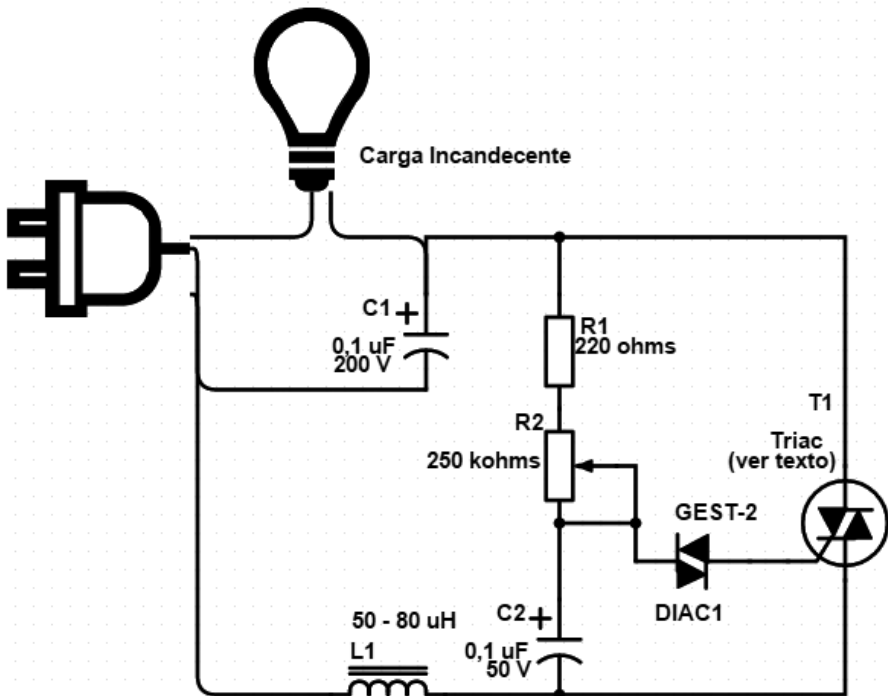 Carga Incandecente
C1
+
0,1 uF
200 V
R1
220 ohms
R2
250 kohms
T1
Triac
(ver texto)
GEST-2
DIAC1
C2
+
0,1 uF
50 V
50 - 80 uH
L1